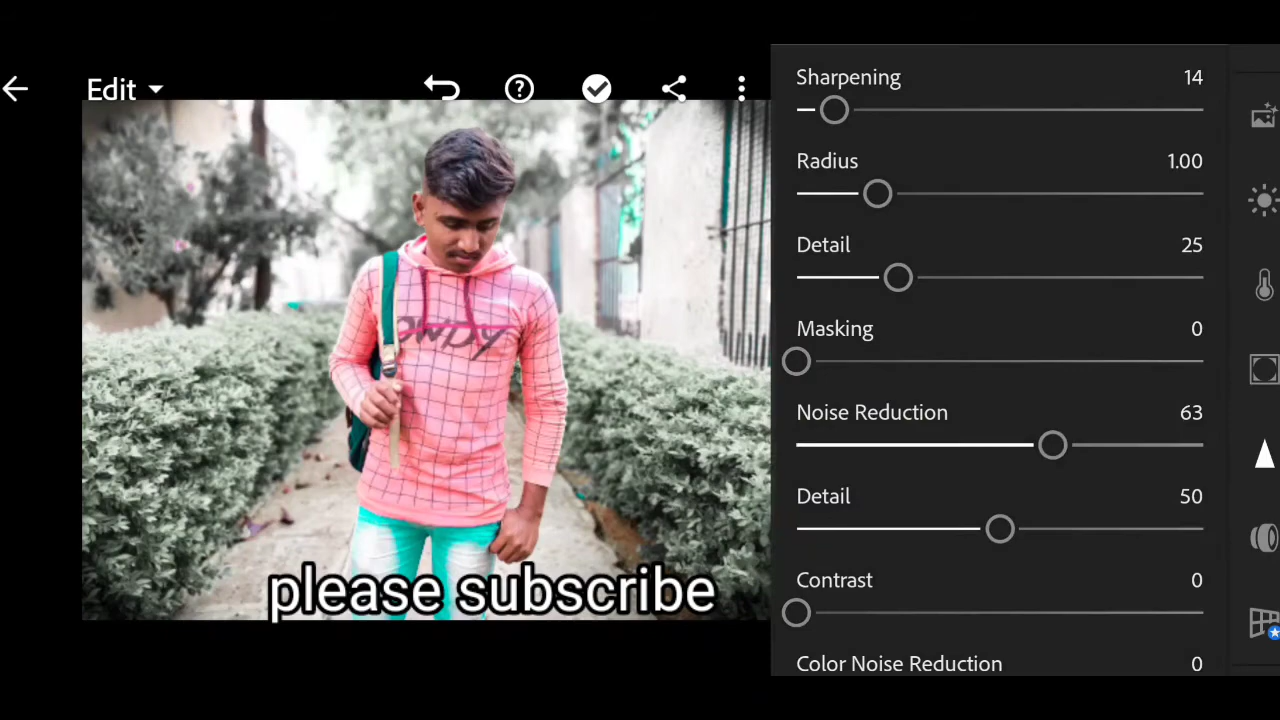 Edit
Sharpening 14
Radius 1.00
Detail 25
Masking 0
Noise Reduction 63
Detail 50
Contrast 0
Color Noise Reduction 0
please subscribe